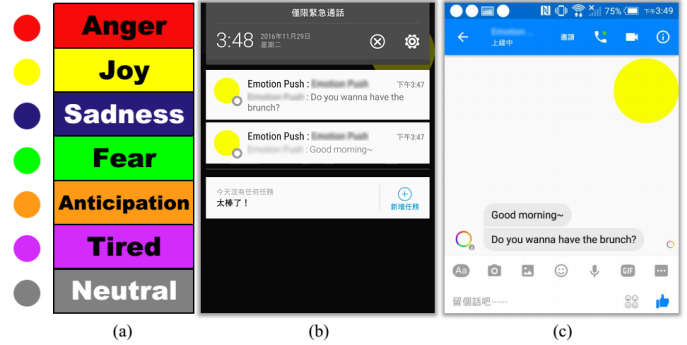 Anger
Joy
Sadness
Fear
Anticipation
Tired
Neutral
(a)
僅限緊急通話
3:48 2016年11月29日
星期二
Emotion Push : 下午3:47
: Do you wanna have the
brunch?
Emotion Push : 下午3:47
: Good morning~
今天沒有任何任務
太棒了!
新增任務
(b)
75% 下午3:49
上線中
邀請
Good morning~
Do you wanna have the brunch?
Aa
GIF
留個話吧⋯⋯
(c)